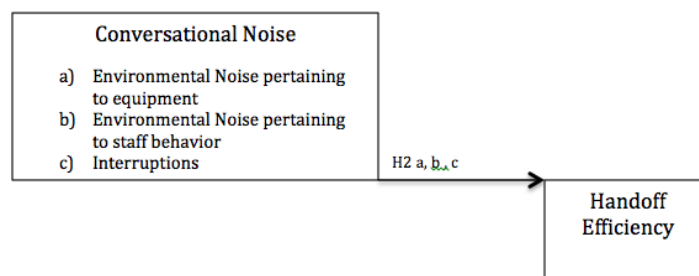 Conversational Noise
a) Environmental Noise pertaining
to equipment
b) Environmental Noise pertaining
to staff behavior
c) Interruptions
H2 a, b, c
Handoff
Efficiency